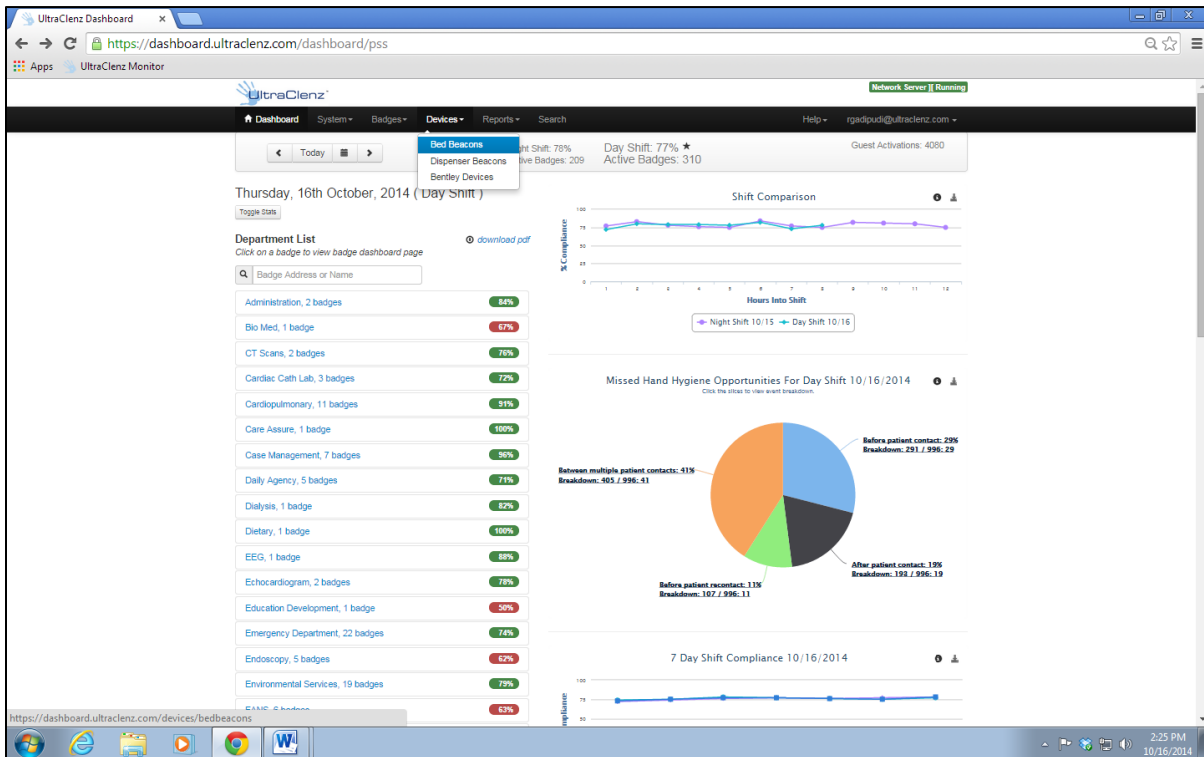 UltraClenz Dashboard
https://dashboard.ultraclenz.com/dashboard/pss
Apps UltraClenz Monitor
UltraClenz
Network Server || Running
Dashboard System Badges Devices Reports Search Help rgadipudi@ultraclenz.com
Today
Bed Beacons
Dispenser Beacons
Bentley Devices
ht Shift: 78%
tive Badges: 209
Day Shift: 77% ★
Active Badges: 310
Guest Activations: 4080
Thursday, 16th October, 2014 ( Day Shift )
Toggle Stats
Department List
download pdf
Click on a badge to view badge dashboard page
Badge Address or Name
Administration, 2 badges 84%
Bio Med, 1 badge 67%
CT Scans, 2 badges 76%
Cardiac Cath Lab, 3 badges 72%
Cardiopulmonary, 11 badges 91%
Care Assure, 1 badge 100%
Case Management, 7 badges 96%
Daily Agency, 5 badges 71%
Dialysis, 1 badge 82%
Dietary, 1 badge 100%
EEG, 1 badge 88%
Echocardiogram, 2 badges 78%
Education Development, 1 badge 50%
Emergency Department, 22 badges 74%
Endoscopy, 5 badges 62%
Environmental Services, 19 badges 79%
63%
https://dashboard.ultraclenz.com/devices/bedbeacons
Shift Comparison
% Compliance
100
75
50
25
0
1 2 3 4 5 6 7 8 9 10 11 12
Hours Into Shift
Night Shift 10/15 Day Shift 10/16
Missed Hand Hygiene Opportunities For Day Shift 10/16/2014
Click the slices to view event breakdown.
Before patient contact: 29%
Breakdown: 291 / 996: 29
Between multiple patient contacts: 41%
Breakdown: 405 / 996: 41
After patient contact: 19%
Breakdown: 193 / 996: 19
Before patient recontact: 11%
Breakdown: 107 / 996: 11
7 Day Shift Compliance 10/16/2014
100
75
50
2:25 PM
10/16/2014